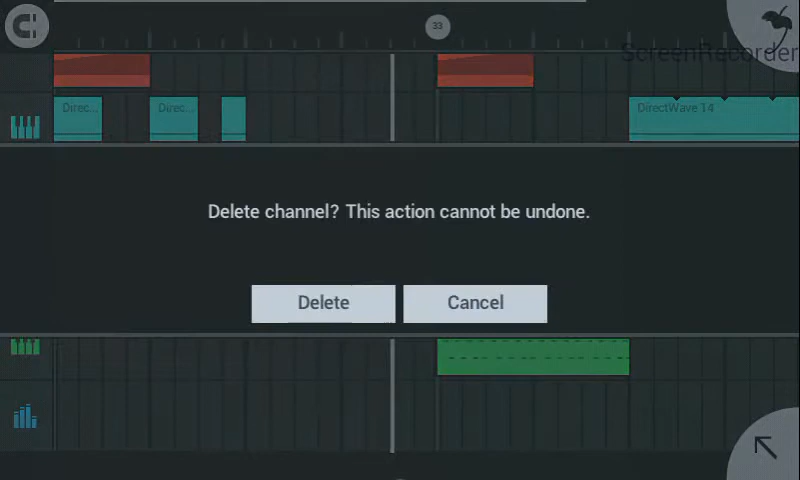 33
ScreenRecorder
Direc...
Direc...
DirectWave 14
Delete channel? This action cannot be undone.
Delete
Cancel